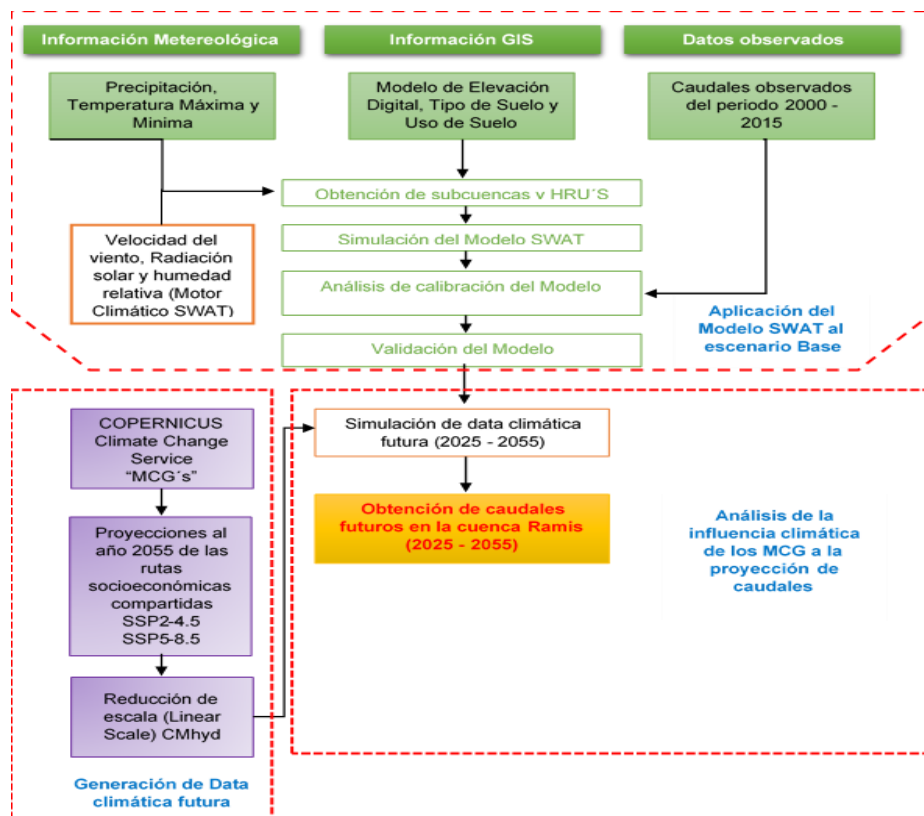 Información Metereológica
Información GIS
Datos observados
Precipitación,
Temperatura Máxima y
Minima
Modelo de Elevación
Digital, Tipo de Suelo y
Uso de Suelo
Caudales observados
del periodo 2000 -
2015
Obtención de subcuencas v HRU´S
Velocidad del
viento, Radiación
solar y humedad
relativa (Motor
Climático SWAT)
Simulación del Modelo SWAT
Análisis de calibración del Modelo
Validación del Modelo
Aplicación del
Modelo SWAT al
escenario Base
COPERNICUS
Climate Change
Service
“MCG´s”
Proyecciones al
año 2055 de las
rutas
socioeconómicas
compartidas
SSP2-4.5
SSP5-8.5
Reducción de
escala (Linear
Scale) CMhyd
Generación de Data
climática futura
Simulación de data climática
futura (2025 - 2055)
Obtención de caudales
futuros en la cuenca Ramis
(2025 - 2055)
Análisis de la
influencia climática
de los MCG a la
proyección de
caudales